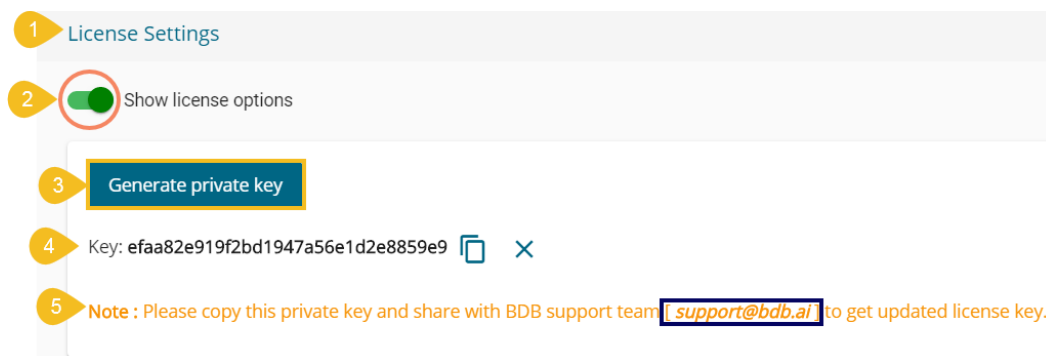 1 License Settings
2 Show license options
3 Generate private key
4 Key: efaa82e919f2bd1947a56e1d2e8859e9
5 Note : Please copy this private key and share with BDB support team [ support@bdb.ai ] to get updated license key.